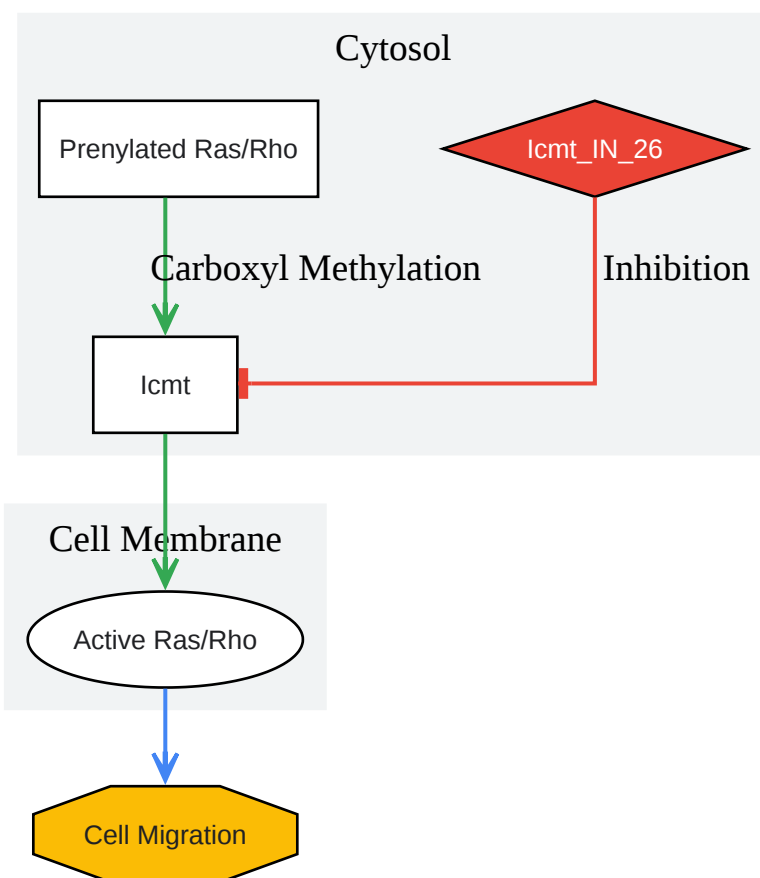 Cytosol
Prenylated Ras/Rho
Icmt_IN_26
Carboxyl Methylation
Inhibition
Icmt
Cell Membrane
Active Ras/Rho
Cell Migration